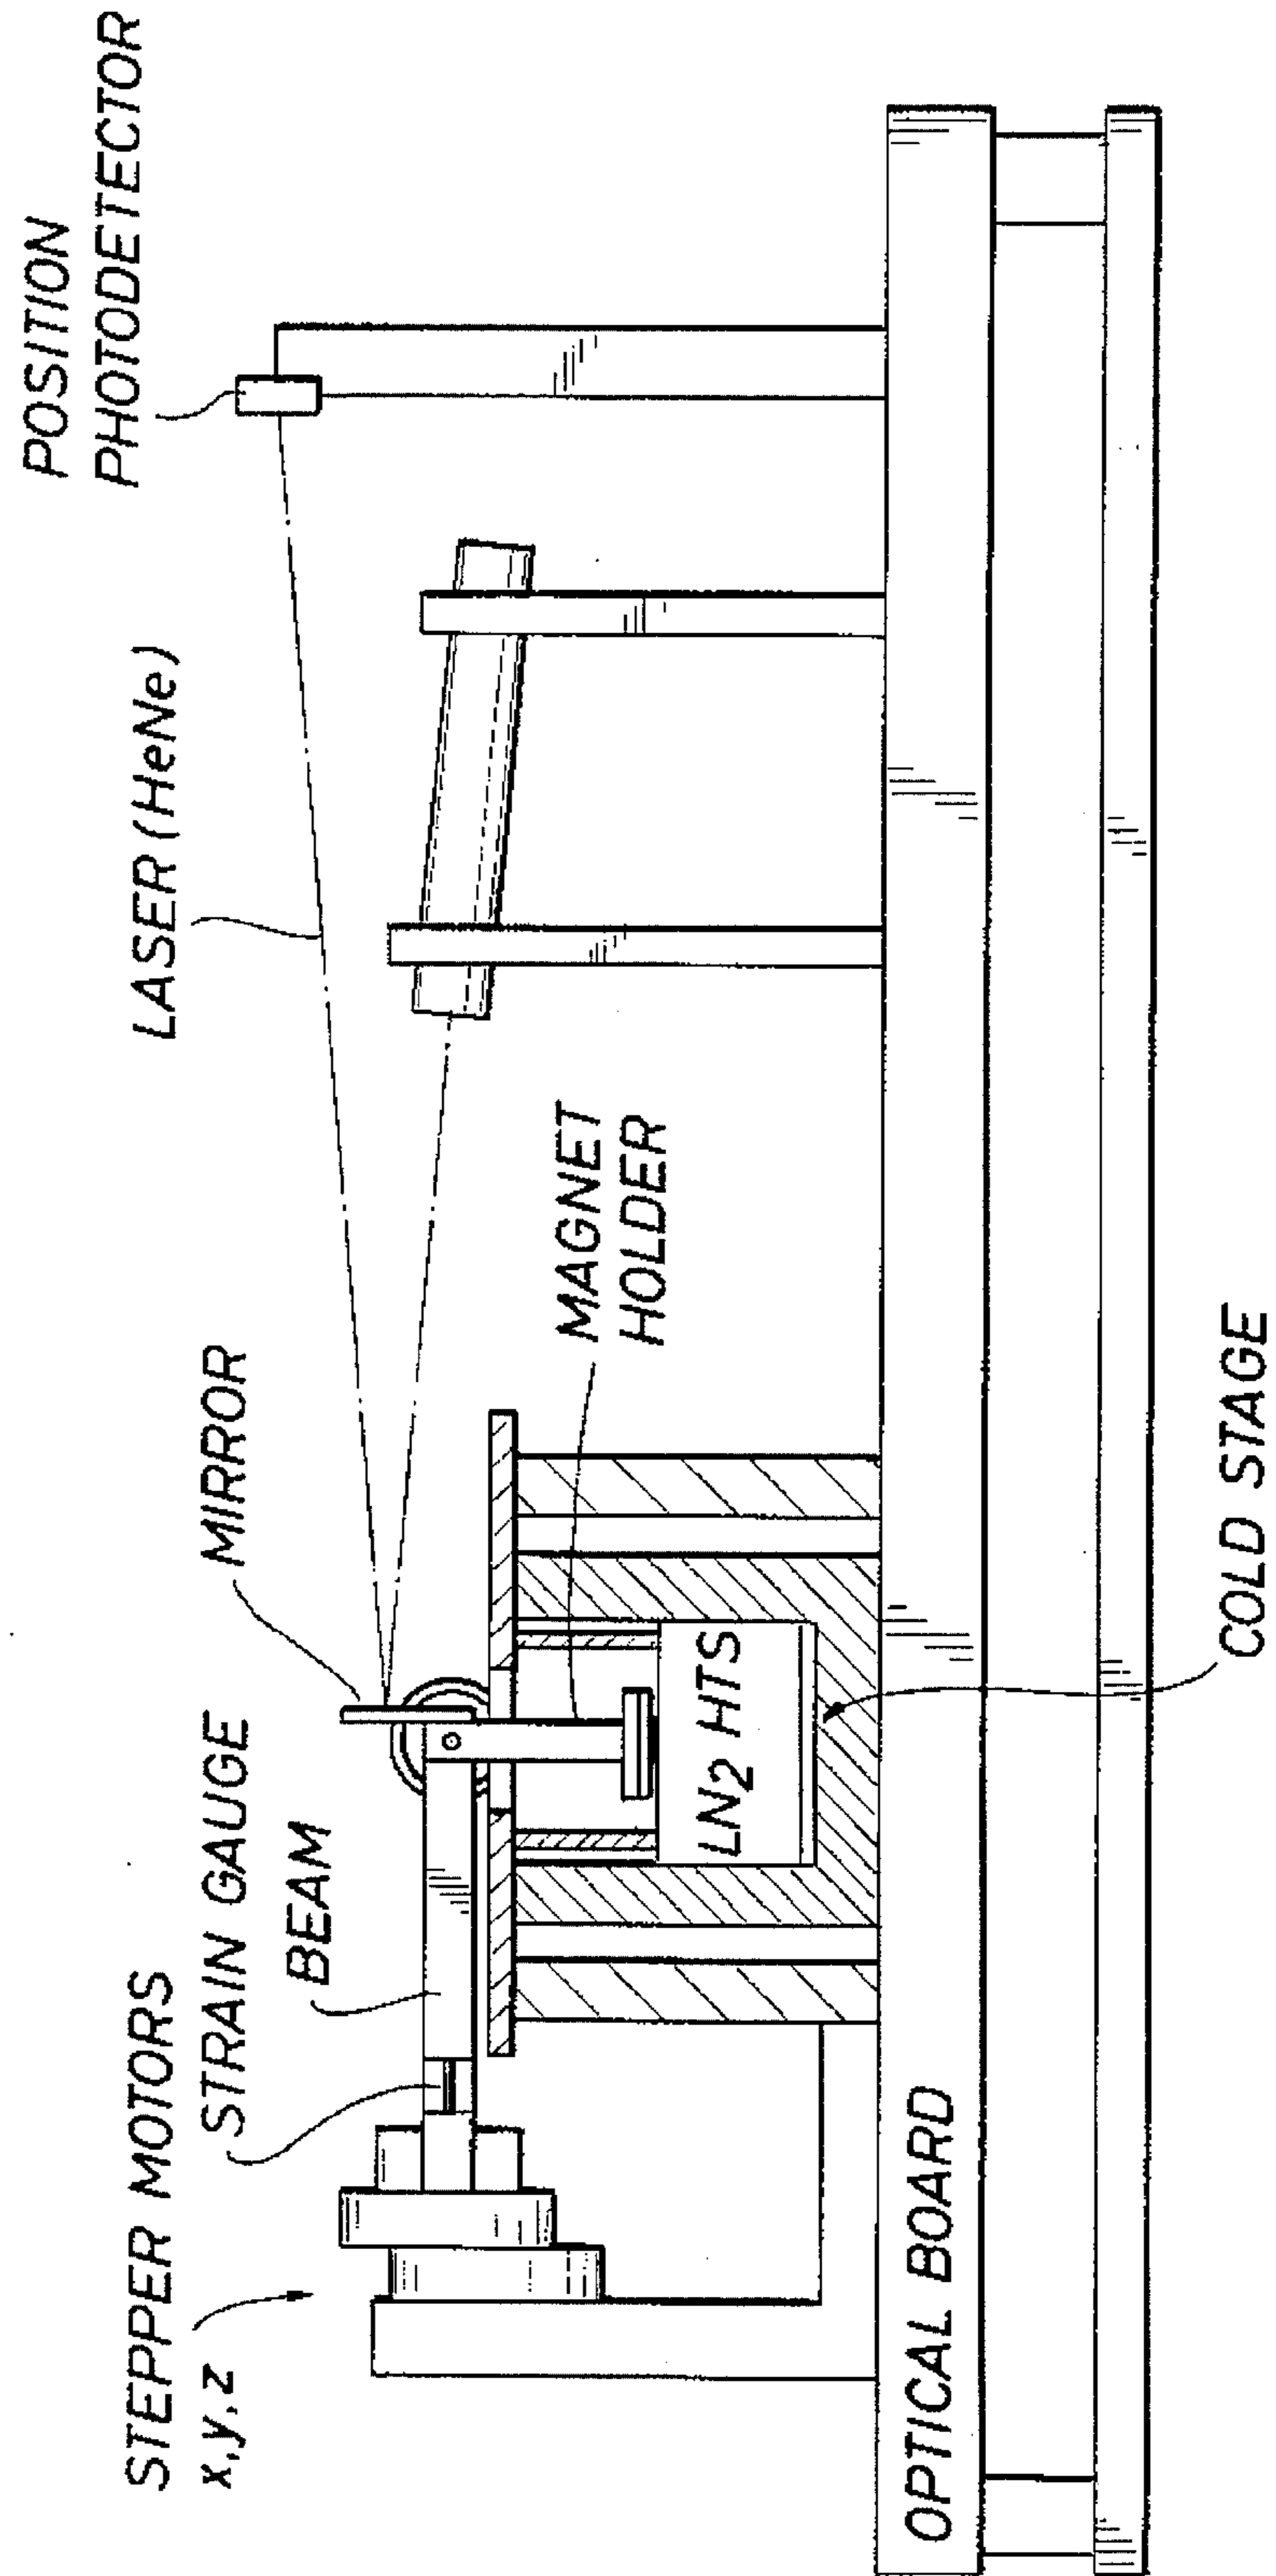 STEPPER MOTORS
x, y, z
STRAIN GAUGE
BEAM
MIRROR
LASER (HeNe)
POSITION
PHOTODETECTOR
MAGNET
HOLDER
LN2 HTS
OPTICAL BOARD
COLD STAGE